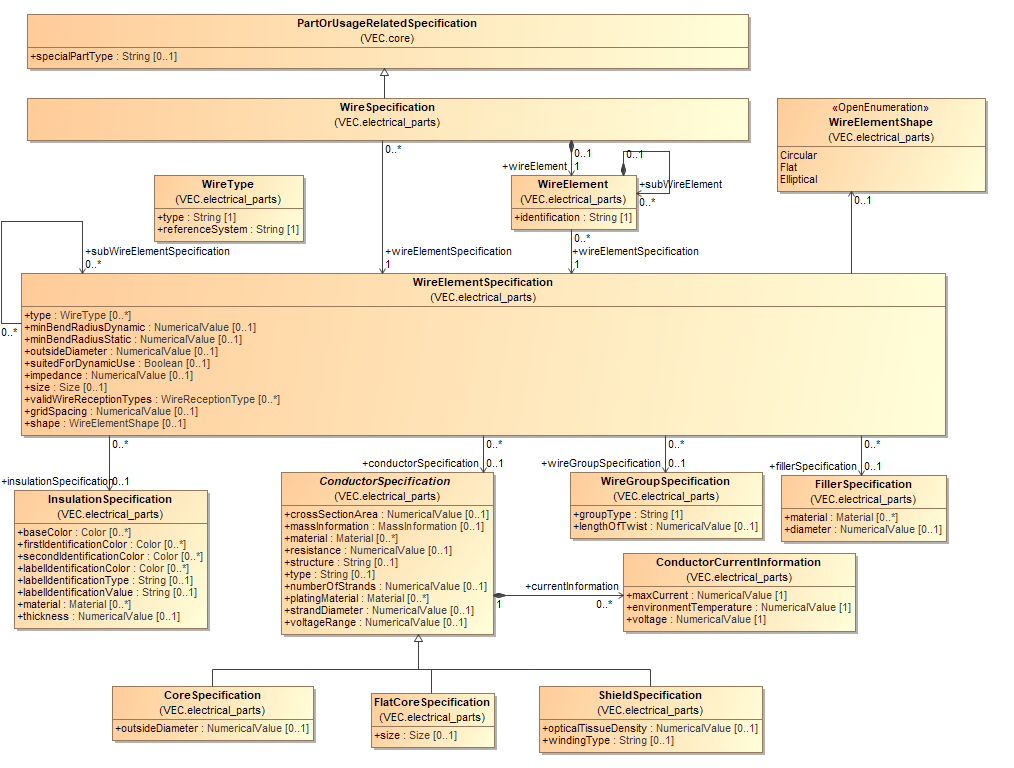 PartOrUsageRelatedSpecification
(VEC.core)
+specialPartType : String [0..1]
WireSpecification
(VEC.electrical_parts)
«OpenEnumeration»
WireElementShape
(VEC.electrical_parts)
Circular
Flat
Elliptical
0..*
0..1
+wireElement
1
0..1
+subWireElement
0..*
0..1
WireType
(VEC.electrical_parts)
+type : String [1]
+referenceSystem : String [1]
WireElement
(VEC.electrical_parts)
+identification : String [1]
0..*
+subWireElementSpecification
0..*
+wireElementSpecification
1
+wireElementSpecification
1
0..*
WireElementSpecification
(VEC.electrical_parts)
+type : WireType [0..*]
+minBendRadiusDynamic : NumericalValue [0..1]
+minBendRadiusStatic : NumericalValue [0..1]
+outsideDiameter : NumericalValue [0..1]
+suitedForDynamicUse : Boolean [0..1]
+impedance : NumericalValue [0..1]
+size : Size [0..1]
+validWireReceptionTypes : WireReceptionType [0..*]
+gridSpacing : NumericalValue [0..1]
+shape : WireElementShape [0..1]
0..*
0..*
0..*
0..*
+insulationSpecification
0..1
+conductorSpecification
0..1
+wireGroupSpecification
0..1
+fillerSpecification
0..1
InsulationSpecification
(VEC.electrical_parts)
+baseColor : Color [0..*]
+firstIdentificationColor : Color [0..*]
+secondIdentificationColor : Color [0..*]
+labelIdentificationColor : Color [0..*]
+labelIdentificationType : String [0..1]
+labelIdentificationValue : String [0..1]
+material : Material [0..*]
+thickness : NumericalValue [0..1]
ConductorSpecification
(VEC.electrical_parts)
+crossSectionArea : NumericalValue [0..1]
+massInformation : MassInformation [0..1]
+material : Material [0..*]
+resistance : NumericalValue [0..1]
+structure : String [0..1]
+type : String [0..1]
+numberOfStrands : NumericalValue [0..1]
+platingMaterial : Material [0..*]
+strandDiameter : NumericalValue [0..1]
+voltageRange : NumericalValue [0..1]
WireGroupSpecification
(VEC.electrical_parts)
+groupType : String [1]
+lengthOfTwist : NumericalValue [0..1]
FillerSpecification
(VEC.electrical_parts)
+material : Material [0..*]
+diameter : NumericalValue [0..1]
+currentInformation
1
0..*
ConductorCurrentInformation
(VEC.electrical_parts)
+maxCurrent : NumericalValue [1]
+environmentTemperature : NumericalValue [1]
+voltage : NumericalValue [1]
CoreSpecification
(VEC.electrical_parts)
+outsideDiameter : NumericalValue [0..1]
FlatCoreSpecification
(VEC.electrical_parts)
+size : Size [0..1]
ShieldSpecification
(VEC.electrical_parts)
+opticalTissueDensity : NumericalValue [0..1]
+windingType : String [0..1]